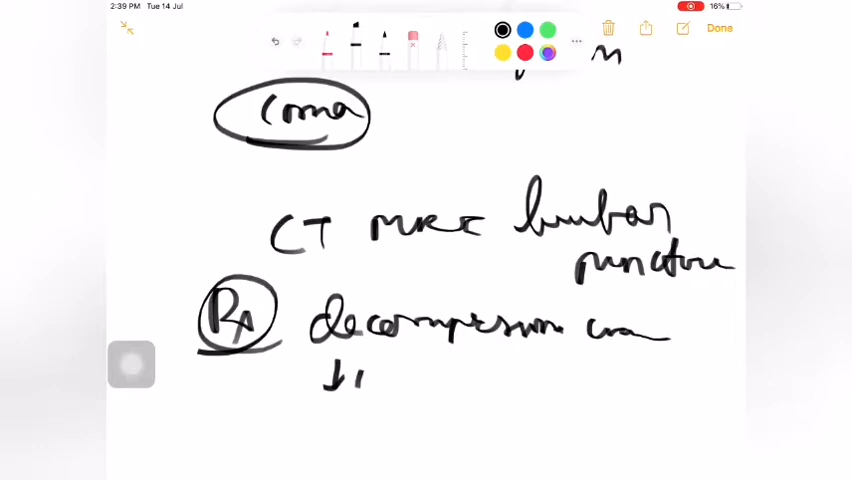 2:39 PM Tue 14 Jul 16%
Done
Coma
CT MRI lumbar
puncture
Rx decompression
↓